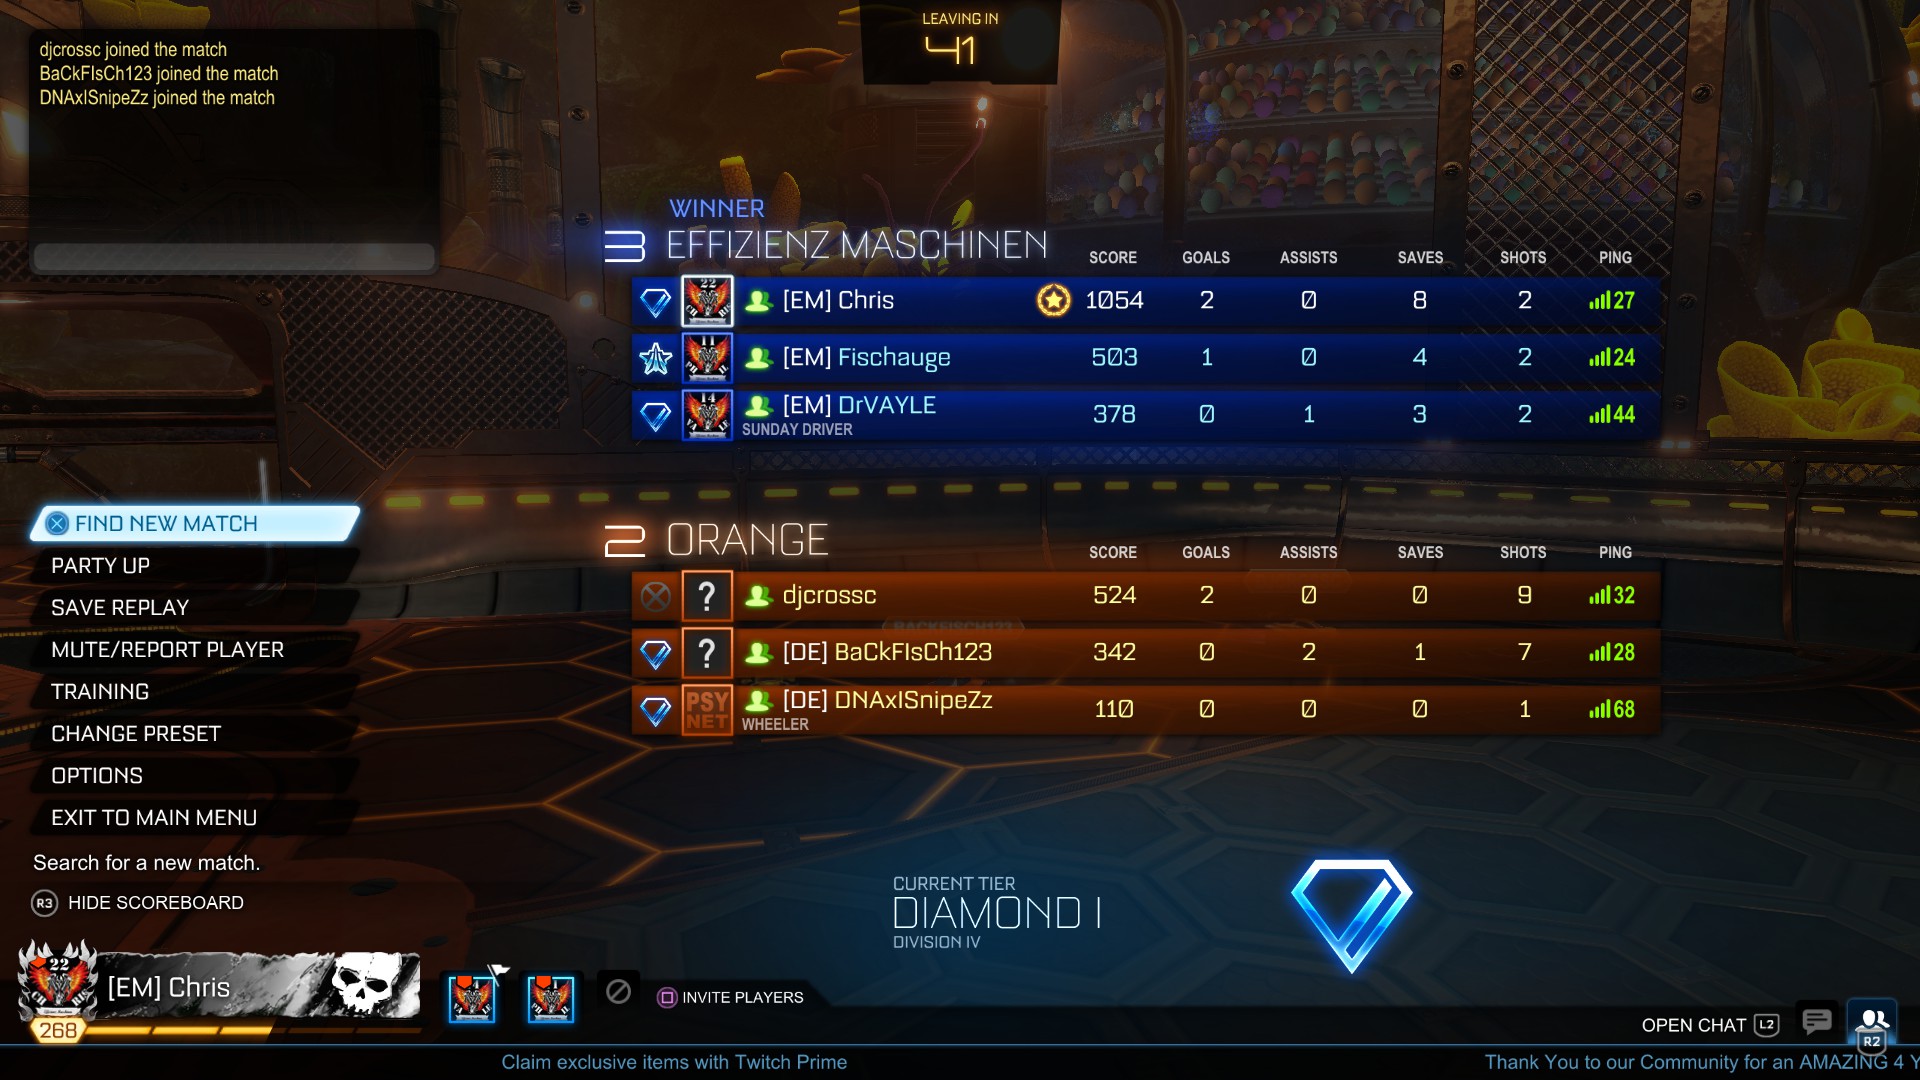 djcrossc joined the match
BaCkFIsCh123 joined the match
DNAxISnipeZz joined the match
LEAVING IN
41
WINNER
3 EFFIZIENZ MASCHINEN SCORE GOALS ASSISTS SAVES SHOTS PING
22 [EM] Chris 1054 2 0 8 2 27
11 [EM] Fischauge 503 1 0 4 2 24
14 [EM] DrVAYLE 378 0 1 3 2 44
SUNDAY DRIVER
2 ORANGE SCORE GOALS ASSISTS SAVES SHOTS PING
? djcrossc 524 2 0 0 9 32
? [DE] BaCkFIsCh123 342 0 2 1 7 28
PSY NET [DE] DNAxISnipeZz 110 0 0 0 1 68
WHEELER
FIND NEW MATCH
PARTY UP
SAVE REPLAY
MUTE/REPORT PLAYER
TRAINING
CHANGE PRESET
OPTIONS
EXIT TO MAIN MENU
Search for a new match.
R3 HIDE SCOREBOARD
CURRENT TIER
DIAMOND I
DIVISION IV
22 [EM] Chris
268
INVITE PLAYERS
OPEN CHAT L2
R2
Claim exclusive items with Twitch Prime
Thank You to our Community for an AMAZING 4 Y